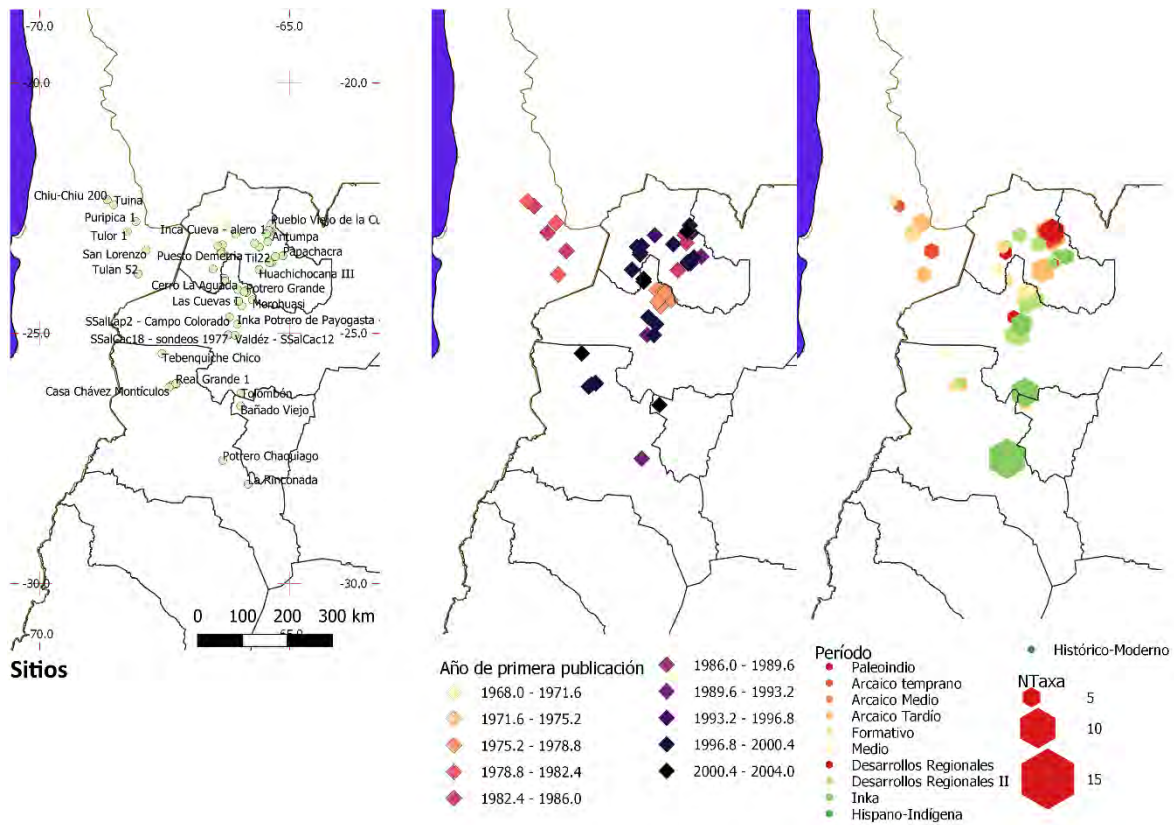 -70.0
-65.0
-20.0
-20.0
Chiu-Chiu 200
Tuina
Puripica 1
Inca Cueva - alero 1
Pueblo Viejo de la Cu
Tulor 1
Antumpa
San Lorenzo
Puesto Demetria
Til22
Papachacra
Tulan 52
Huachichocana III
Cerro La Aguada
Potrero Grande
Las Cuevas 1
Morohuasi
SSalLap2 - Campo Colorado
Inka Potrero de Payogasta
-25.0
-25.0
SSalCac18 - sondeos 1977
Valdéz - SSalCac12
Tebenquiche Chico
Real Grande 1
Casa Chávez Montículos
Tolombón
Bañado Viejo
Potrero Chaquiago
La Rinconada
-30.0
-30.0
0 100 200 300 km
-70.0
-65.0
Sitios
Año de primera publicación
1968.0 - 1971.6
1971.6 - 1975.2
1975.2 - 1978.8
1978.8 - 1982.4
1982.4 - 1986.0
1986.0 - 1989.6
1989.6 - 1993.2
1993.2 - 1996.8
1996.8 - 2000.4
2000.4 - 2004.0
Período
Paleoindio
Arcaico temprano
Arcaico Medio
Arcaico Tardío
Formativo
Medio
Desarrollos Regionales
Desarrollos Regionales II
Inka
Hispano-Indígena
Histórico-Moderno
NTaxa
5
10
15